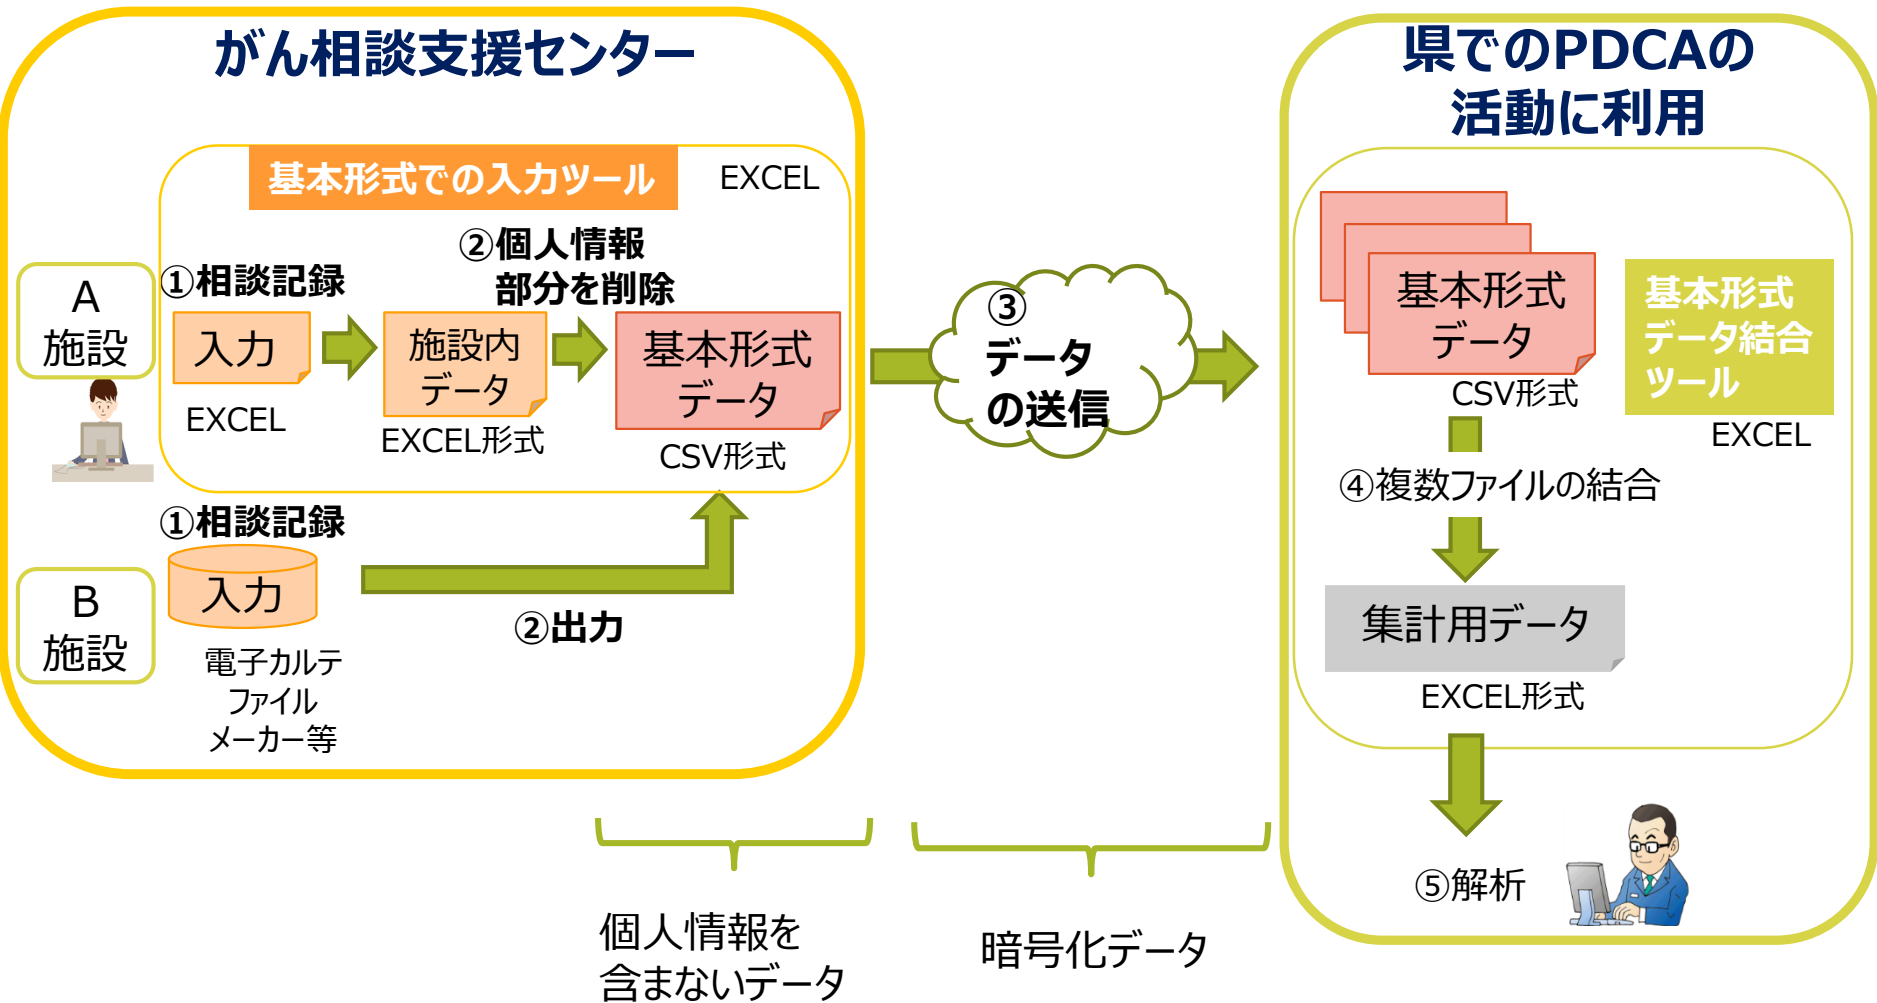 がん相談支援センター
基本形式での入力ツール
EXCEL
A
施設
①相談記録
入力
EXCEL
施設内
データ
EXCEL形式
②個人情報
部分を削除
基本形式
データ
CSV形式
B
施設
①相談記録
入力
電子カルテ
ファイル
メーカー等
②出力
③
データ
の送信
県でのPDCAの
活動に利用
基本形式
データ
CSV形式
基本形式
データ結合
ツール
EXCEL
④複数ファイルの結合
集計用データ
EXCEL形式
⑤解析
個人情報を
含まないデータ
暗号化データ